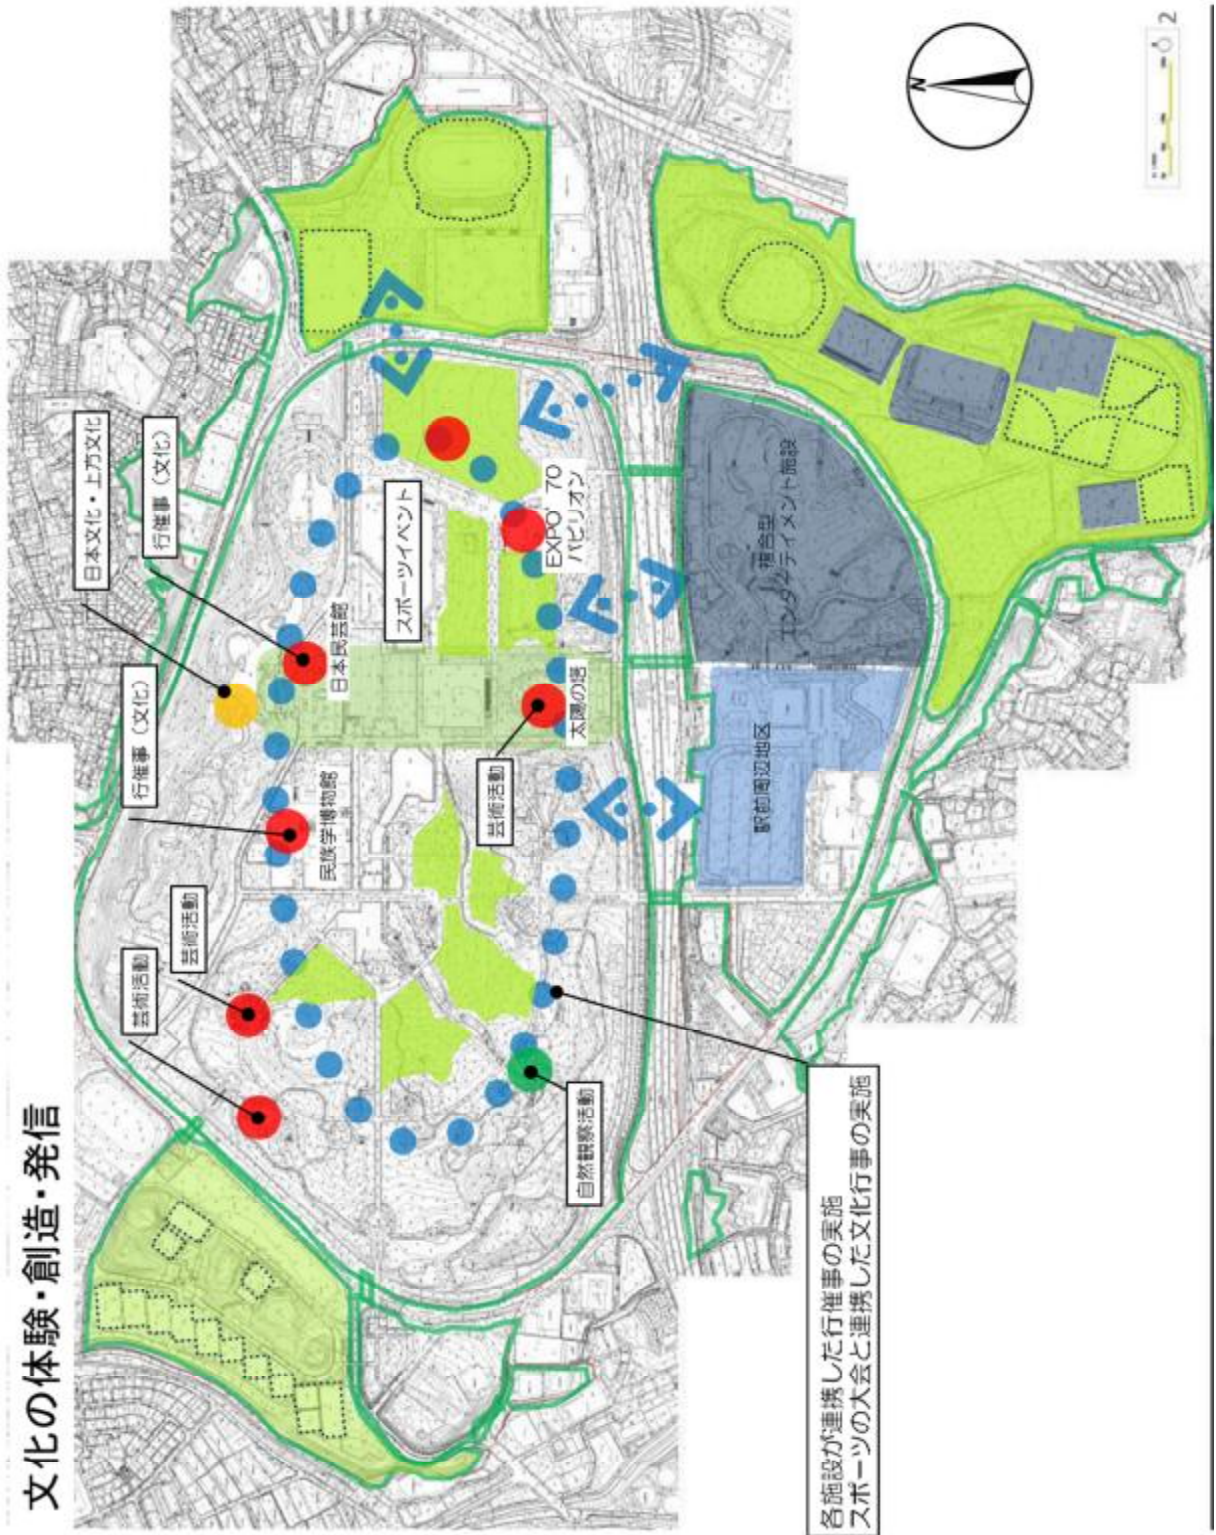 文化の体験・創造・発信
芸術活動
芸術活動
行催事（文化）
日本文化・上方文化
行催事（文化）
民族学博物館
日本民芸館
スポーツイベント
芸術活動
太陽の塔
EXPO'70
パビリオン
自然観察活動
駅前周辺地区
複合型
エンターテイメント施設
各施設が連携した行催事の実施
スポーツの大会と連携した文化行事の実施
N
2